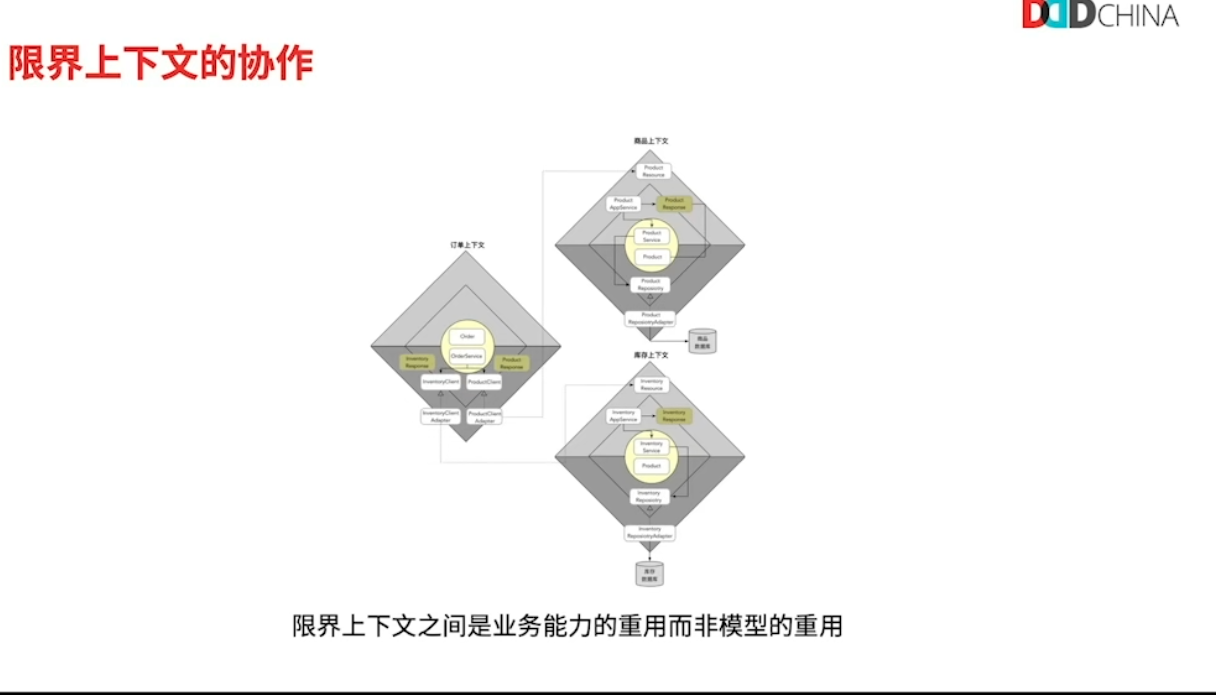 DDDCHINA
限界上下文的协作
商品上下文
Product
Resource
Product
AppService
Product
Response
Product
Service
Product
Product
Repository
Product
RepositoryAdapter
商品
数据库
订单上下文
Order
OrderService
Inventory
Response
Product
Response
InventoryClient
ProductClient
InventoryClient
Adapter
ProductClient
Adapter
库存上下文
Inventory
Resource
Inventory
AppService
Inventory
Response
Inventory
Service
Product
Inventory
Repository
Inventory
RepositoryAdapter
库存
数据库
限界上下文之间是业务能力的重用而非模型的重用